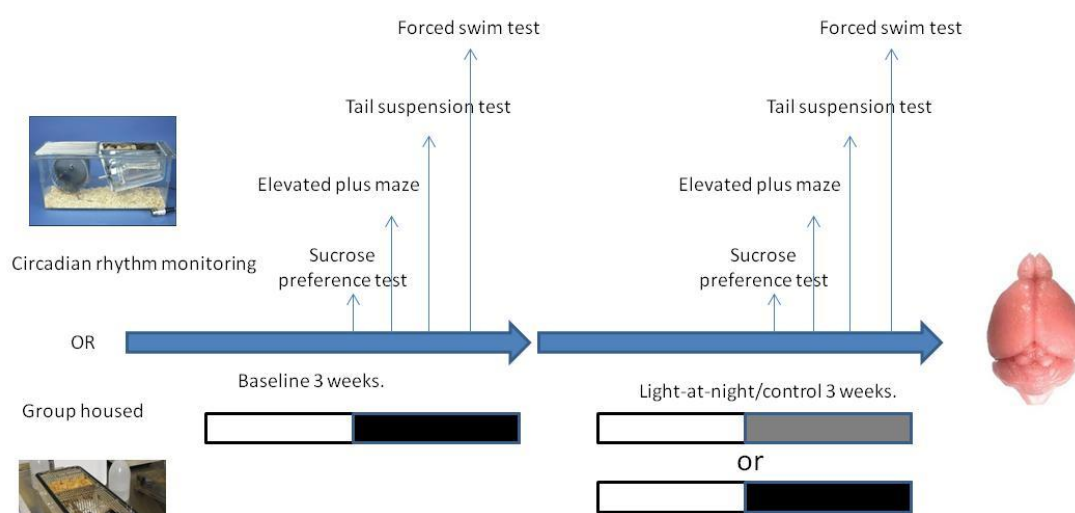 Forced swim test
Forced swim test
Tail suspension test
Tail suspension test
Elevated plus maze
Elevated plus maze
Circadian rhythm monitoring
Sucrose
preference test
Sucrose
preference test
OR
Baseline 3 weeks.
Light-at-night/control 3 weeks.
Group housed
or